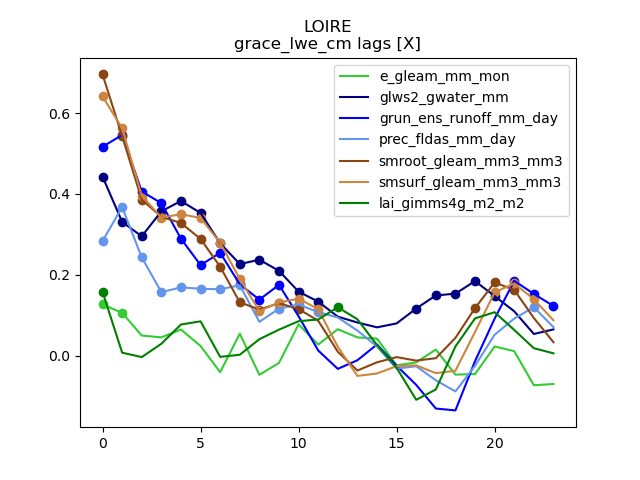 LOIRE
grace_lwe_cm lags [X]
e_gleam_mm_mon
glws2_gwater_mm
grun_ens_runoff_mm_day
prec_fldas_mm_day
smroot_gleam_mm3_mm3
smsurf_gleam_mm3_mm3
lai_gimms4g_m2_m2
0.6
0.4
0.2
0.0
0 5 10 15 20